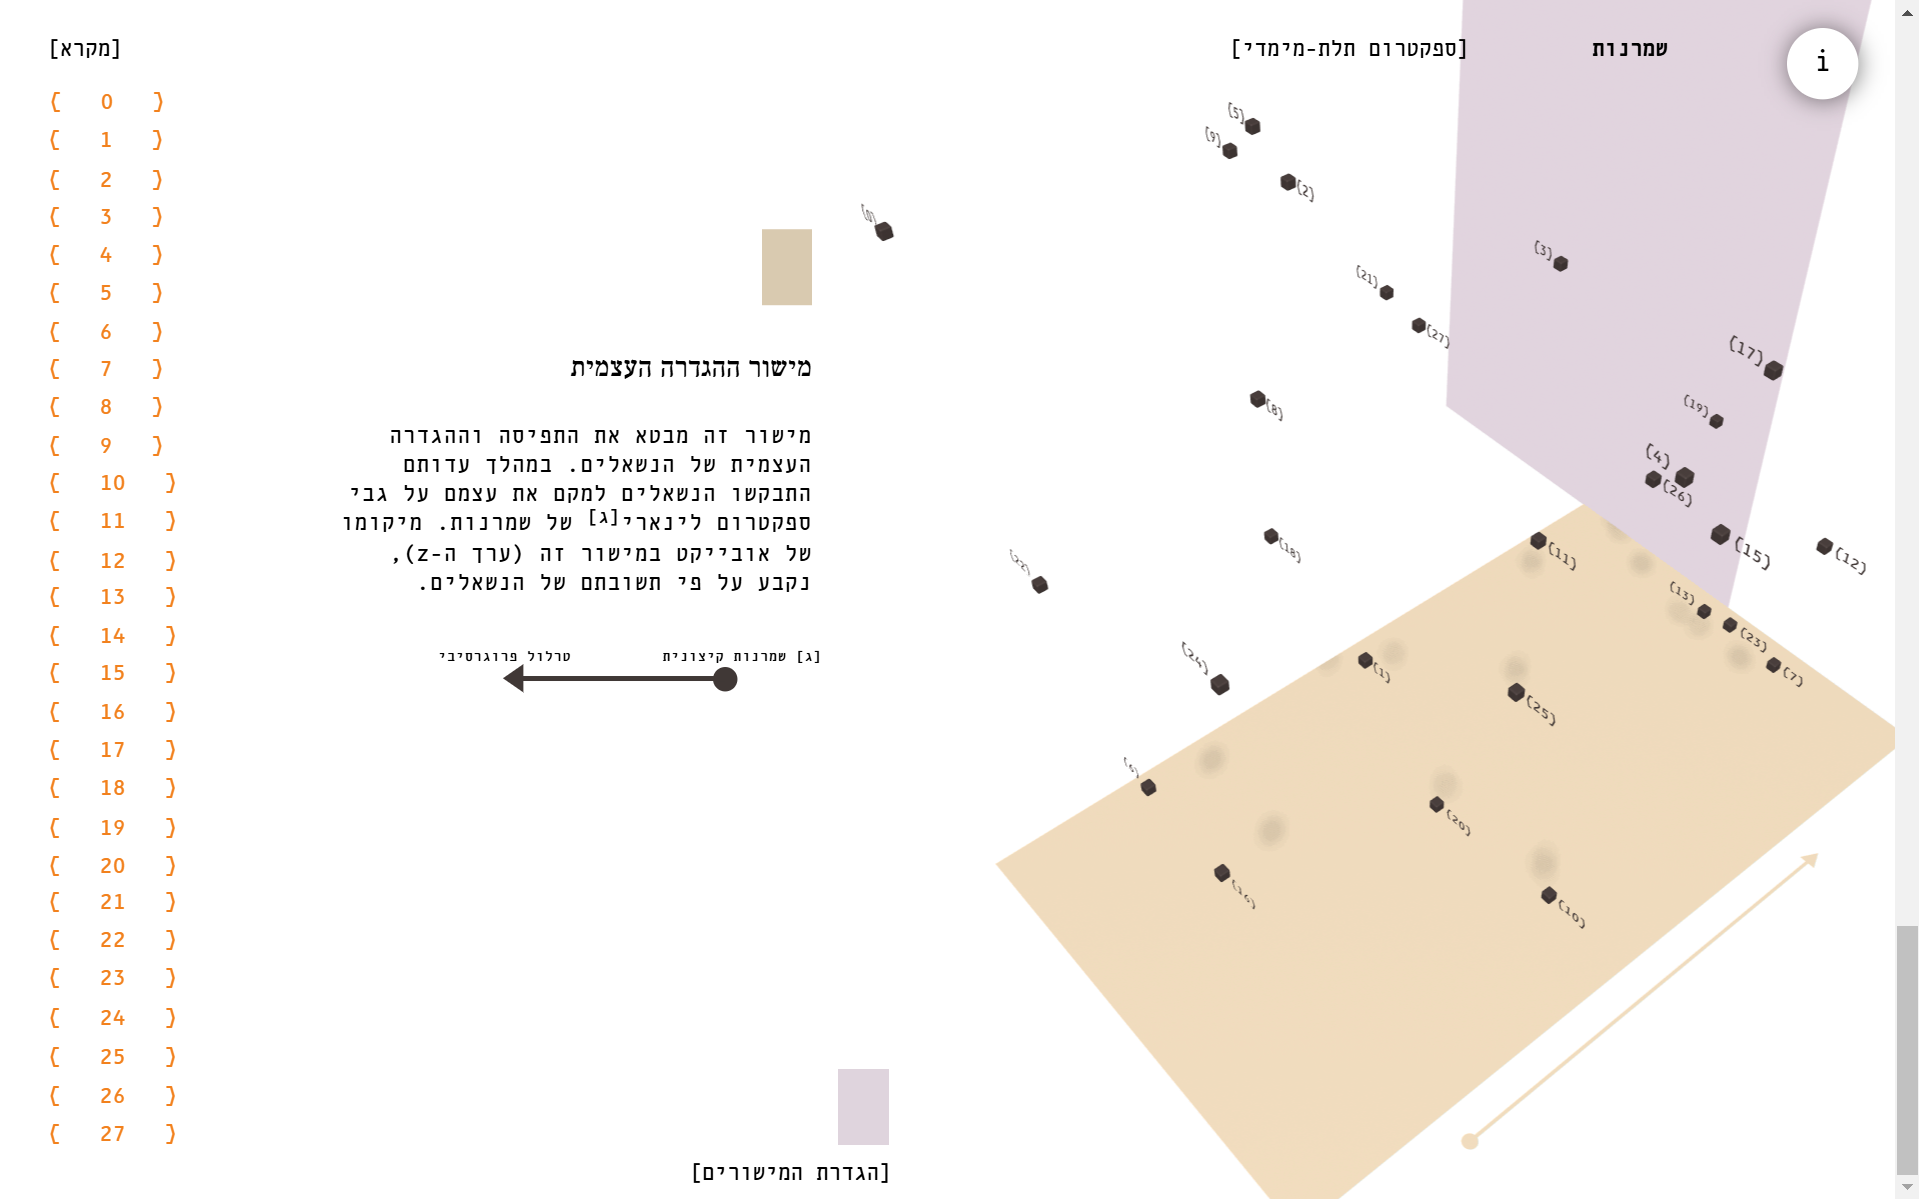 i
שמרנות
[ספקטרום תלת-מימדי]
[מקרא]
{ 0 }
{ 1 }
{ 2 }
{ 3 }
{ 4 }
{ 5 }
{ 6 }
{ 7 }
{ 8 }
{ 9 }
{ 10 }
{ 11 }
{ 12 }
{ 13 }
{ 14 }
{ 15 }
{ 16 }
{ 17 }
{ 18 }
{ 19 }
{ 20 }
{ 21 }
{ 22 }
{ 23 }
{ 24 }
{ 25 }
{ 26 }
{ 27 }
מישור ההגדרה העצמית
מישור זה מבטא את התפיסה וההגדרה
העצמית של הנשאלים. במהלך עדותם
התבקשו הנשאלים למקם את עצמם על גבי
ספקטרום לינארי[ג] של שמרנות. מיקומו
של אובייקט במישור זה (ערך ה-z),
נקבע על פי תשובתם של הנשאלים.
[ג] שמרנות קיצונית
טרלול פרוגרסיבי
[הגדרת המישורים]
{5}
{9}
{2}
{0}
{3}
{21}
{27}
{17}
{8}
{19}
{4}
{26}
{18}
{11}
{15}
{12}
{22}
{13}
{23}
{7}
{24}
{1}
{25}
{6}
{20}
{16}
{10}